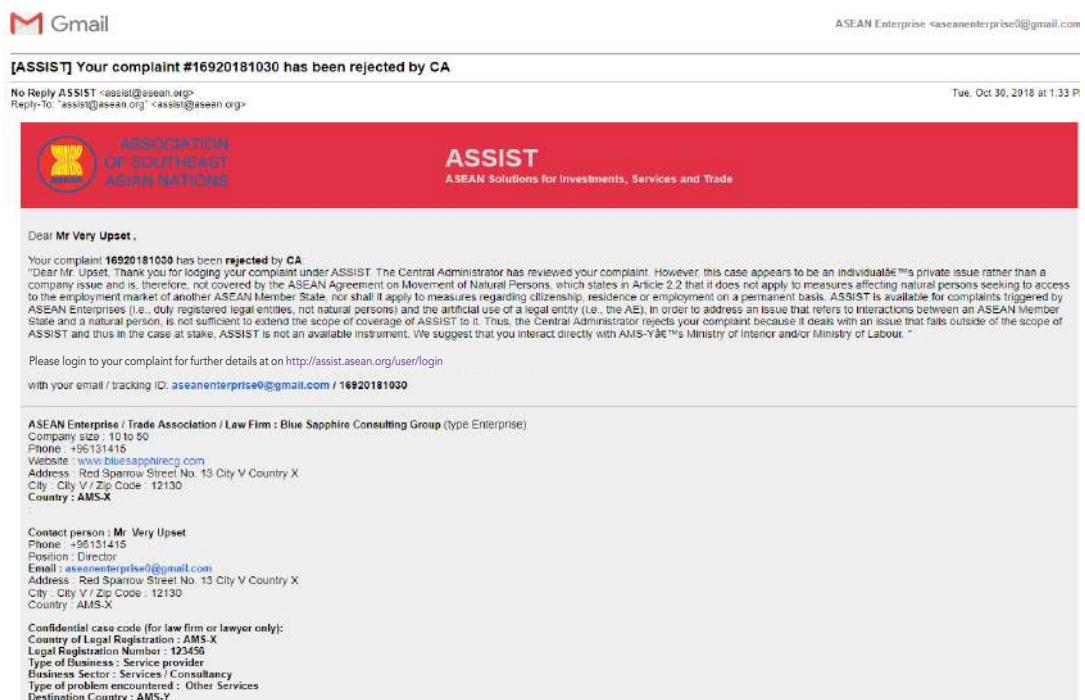 Gmail
ASEAN Enterprise <aseanenterprise0@gmail.com
[ASSIST] Your complaint #16920181030 has been rejected by CA
No Reply ASSIST <assist@asean.org>
Tue, Oct 30, 2018 at 1:33 P
Reply-To: "assist@asean.org" <assist@asean.org>
ASSOCIATION
OF SOUTHEAST
ASIAN NATIONS
ASSIST
ASEAN Solutions for Investments, Services and Trade
Dear Mr Very Upset ,
Your complaint 16920181030 has been rejected by CA:
"Dear Mr. Upset, Thank you for lodging your complaint under ASSIST. The Central Administrator has reviewed your complaint. However, this case appears to be an individualâ€™s private issue rather than a
company issue and is, therefore, not covered by the ASEAN Agreement on Movement of Natural Persons, which states in Article 2.2 that it does not apply to measures affecting natural persons seeking to access
to the employment market of another ASEAN Member State, nor shall it apply to measures regarding citizenship, residence or employment on a permanent basis. ASSIST is available for complaints triggered by
ASEAN Enterprises (i.e., duly registered legal entities, not natural persons) and the artificial use of a legal entity (i.e., the AE), in order to address an issue that refers to interactions between an ASEAN Member
State and a natural person, is not sufficient to extend the scope of coverage of ASSIST to it. Thus, the Central Administrator rejects your complaint because it deals with an issue that falls outside of the scope of
ASSIST and thus in the case at stake, ASSIST is not an available instrument. We suggest that you interact directly with AMS-Yâ€™s Ministry of Interior and/or Ministry of Labour. "
Please login to your complaint for further details at on http://assist.asean.org/user/login
with your email / tracking ID: aseanenterprise0@gmail.com / 16920181030
ASEAN Enterprise / Trade Association / Law Firm : Blue Sapphire Consulting Group (type Enterprise)
Company size : 10 to 50
Phone : +96131415
Website : www.bluesapphirecg.com
Address : Red Sparrow Street No. 13 City V Country X
City : City V / Zip Code : 12130
Country : AMS-X
:
Contact person : Mr Very Upset
Phone : +96131415
Position : Director
Email : aseanenterprise0@gmail.com
Address : Red Sparrow Street No. 13 City V Country X
City : City V / Zip Code : 12130
Country : AMS-X
Confidential case code (for law firm or lawyer only):
Country of Legal Registration : AMS-X
Legal Registration Number : 123456
Type of Business : Service provider
Business Sector : Services / Consultancy
Type of problem encountered : Other Services
Destination Country : AMS-Y